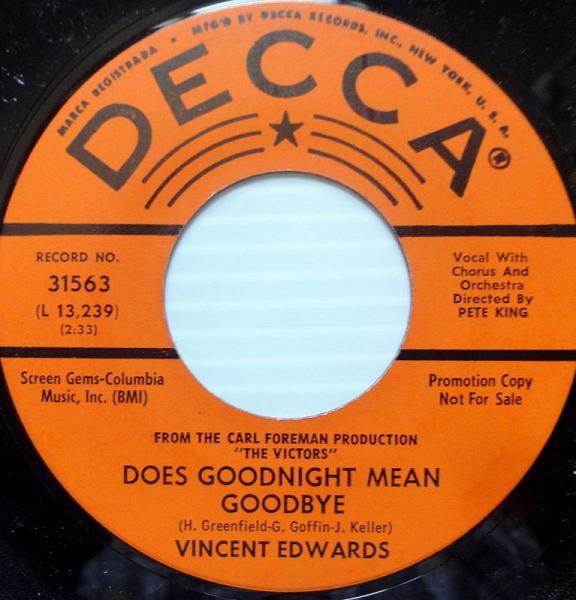 MARCA REGISTRADA • MF'D BY DECCA RECORDS, INC., NEW YORK, U.S.A.
DECCA®
RECORD NO.
31563
(L 13,239)
(2:33)
Vocal With
Chorus And
Orchestra
Directed By
PETE KING
Screen Gems-Columbia
Music, Inc. (BMI)
Promotion Copy
Not For Sale
FROM THE CARL FOREMAN PRODUCTION
"THE VICTORS"
DOES GOODNIGHT MEAN
GOODBYE
(H. Greenfield-G. Goffin-J. Keller)
VINCENT EDWARDS